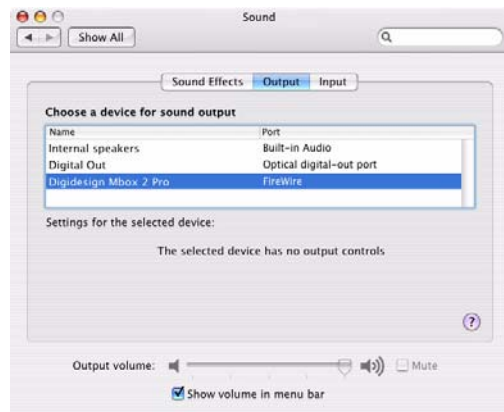 Sound
Show All
Sound Effects Output Input
Choose a device for sound output
Name Port
Internal speakers Built-in Audio
Digital Out Optical digital-out port
Digidesign Mbox 2 Pro FireWire
Settings for the selected device:
The selected device has no output controls
?
Output volume: Mute
Show volume in menu bar